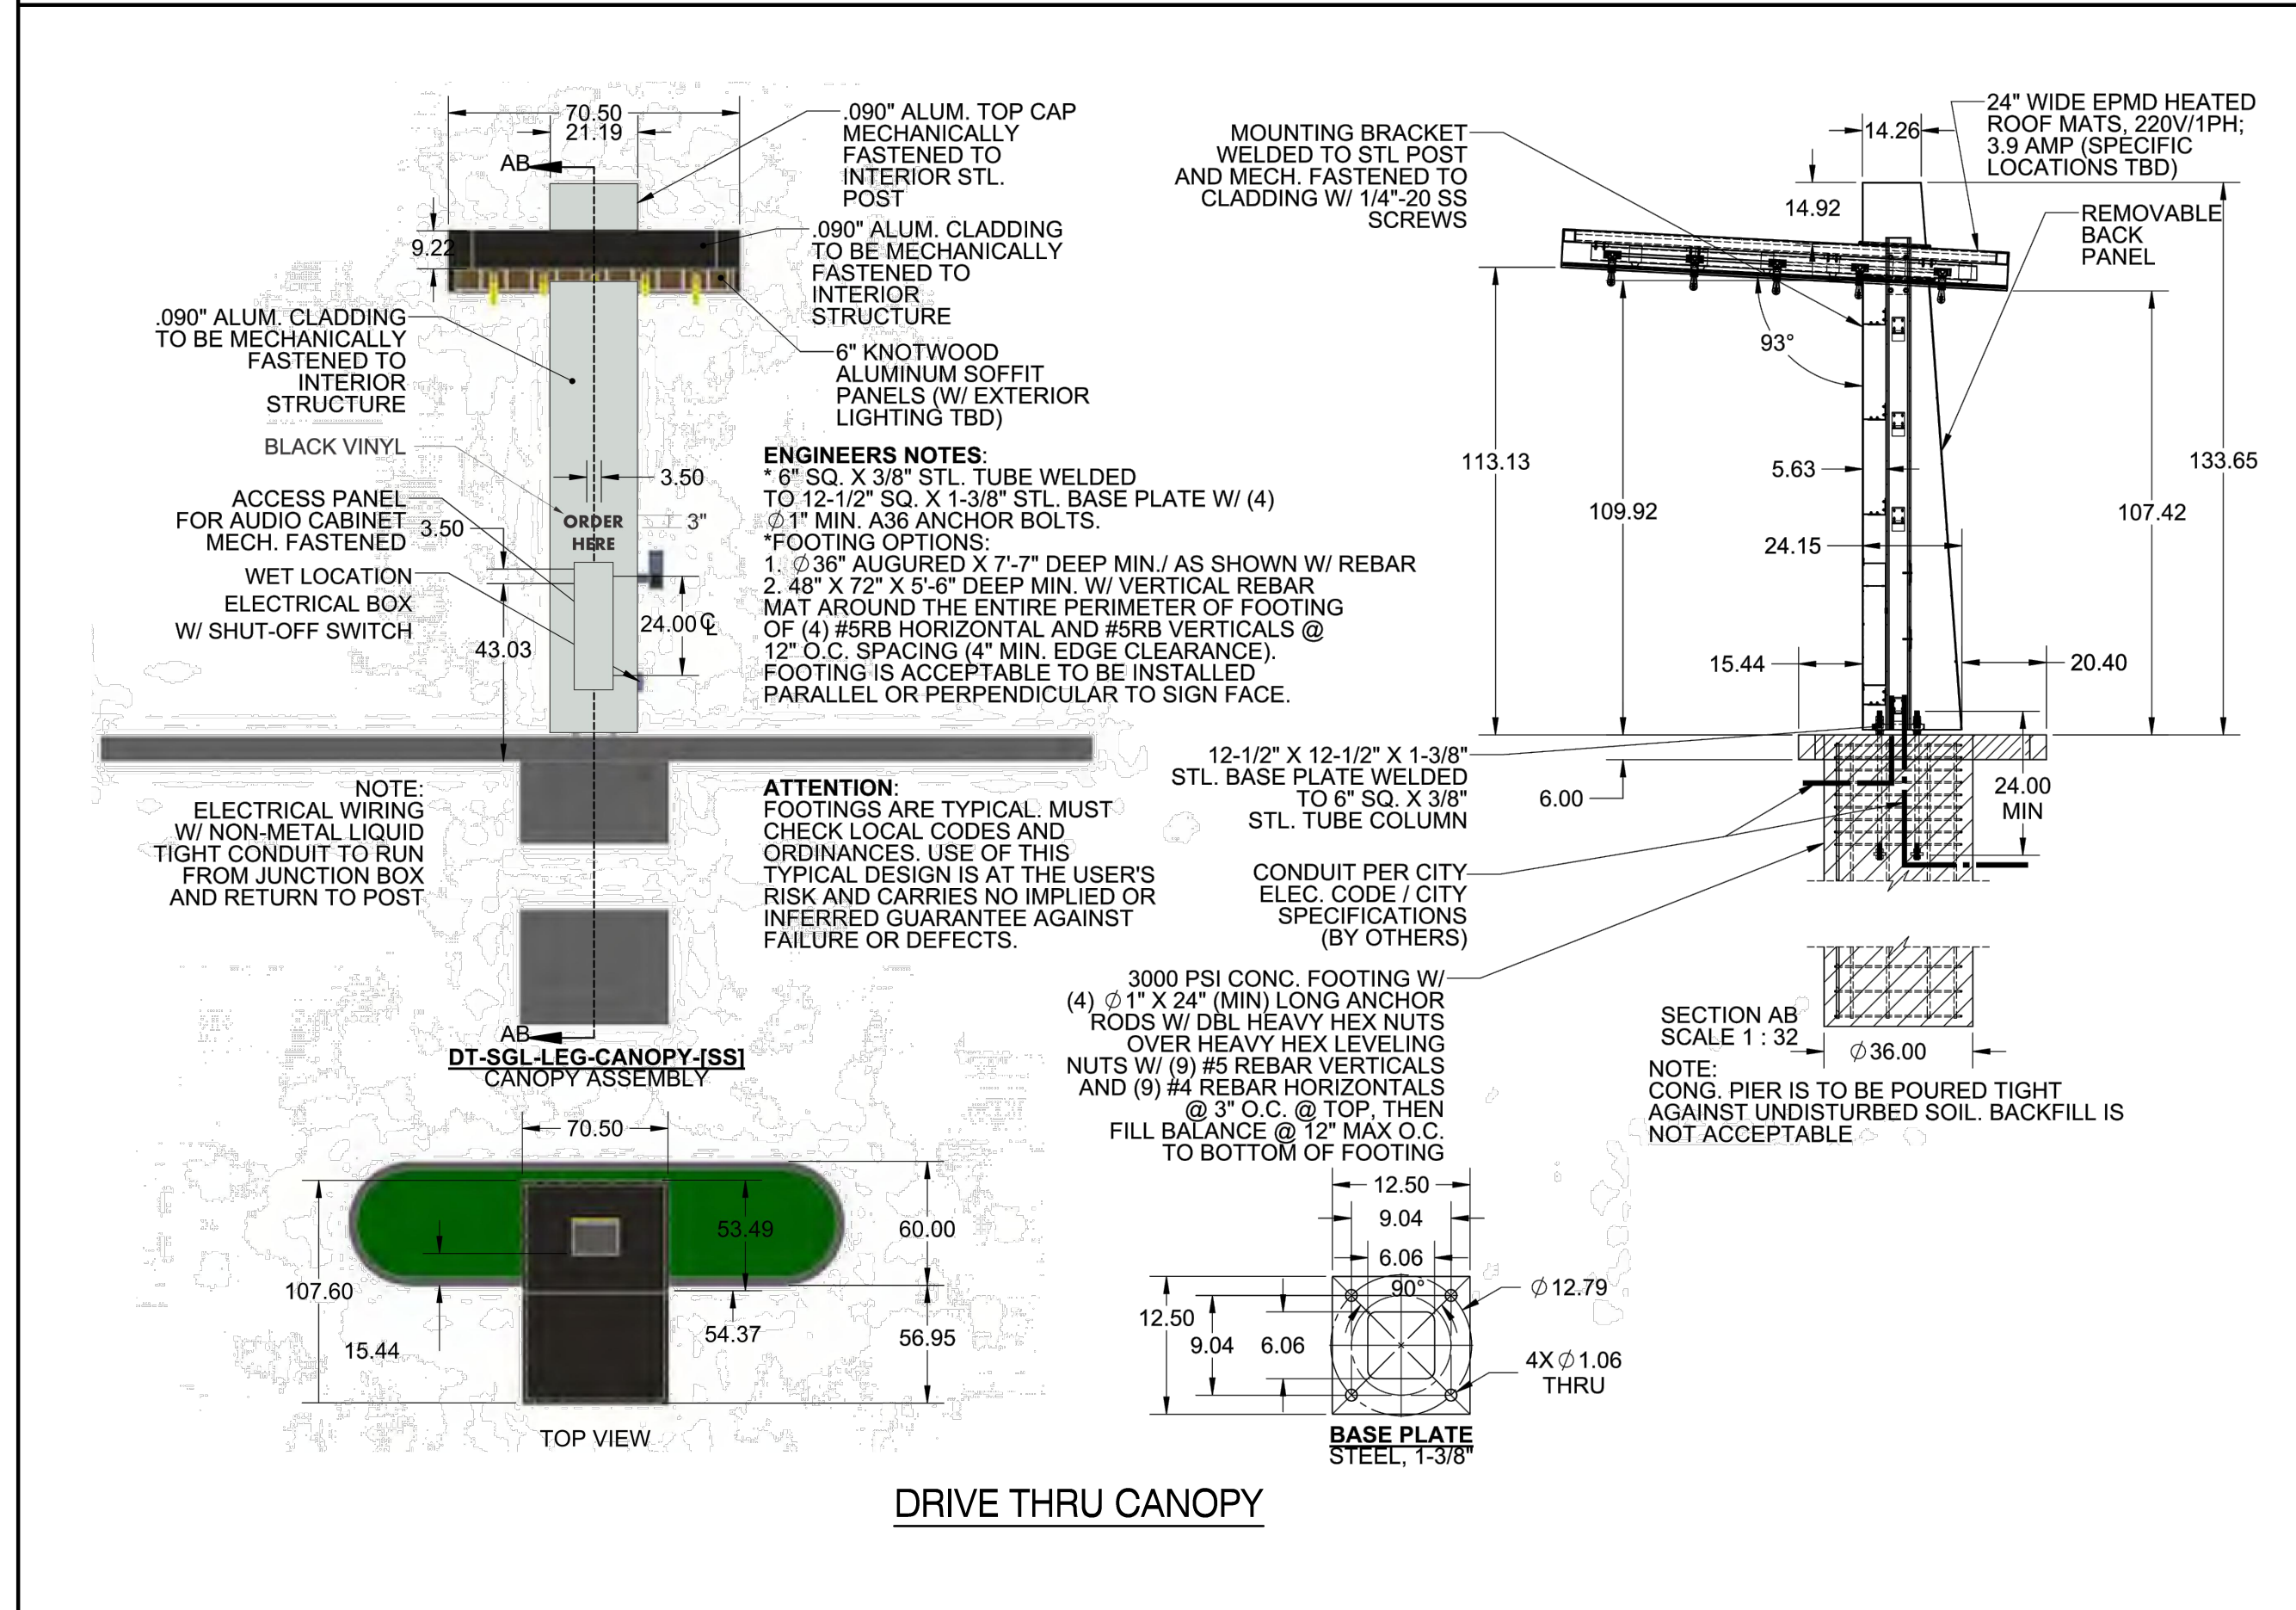 70.50
21.19
AB
.090" ALUM. TOP CAP
MECHANICALLY
FASTENED TO
INTERIOR STL.
POST
9.22
.090" ALUM. CLADDING
TO BE MECHANICALLY
FASTENED TO
INTERIOR
STRUCTURE
.090" ALUM. CLADDING
TO BE MECHANICALLY
FASTENED TO
INTERIOR
STRUCTURE
6" KNOTWOOD
ALUMINUM SOFFIT
PANELS (W/ EXTERIOR
LIGHTING TBD)
BLACK VINYL
3.50
ACCESS PANEL
FOR AUDIO CABINET
MECH. FASTENED
3.50
ORDER
HERE
3"
WET LOCATION
ELECTRICAL BOX
W/ SHUT-OFF SWITCH
43.03
24.00 ℄
ENGINEERS NOTES:
* 6" SQ. X 3/8" STL. TUBE WELDED
TO 12-1/2" SQ. X 1-3/8" STL. BASE PLATE W/ (4)
∅1" MIN. A36 ANCHOR BOLTS.
*FOOTING OPTIONS:
1. ∅36" AUGURED X 7'-7" DEEP MIN./ AS SHOWN W/ REBAR
2. 48" X 72" X 5'-6" DEEP MIN. W/ VERTICAL REBAR
MAT AROUND THE ENTIRE PERIMETER OF FOOTING
OF (4) #5RB HORIZONTAL AND #5RB VERTICALS @
12" O.C. SPACING (4" MIN. EDGE CLEARANCE).
FOOTING IS ACCEPTABLE TO BE INSTALLED
PARALLEL OR PERPENDICULAR TO SIGN FACE.
NOTE:
ELECTRICAL WIRING
W/ NON-METAL LIQUID
TIGHT CONDUIT TO RUN
FROM JUNCTION BOX
AND RETURN TO POST
ATTENTION:
FOOTINGS ARE TYPICAL. MUST
CHECK LOCAL CODES AND
ORDINANCES. USE OF THIS
TYPICAL DESIGN IS AT THE USER'S
RISK AND CARRIES NO IMPLIED OR
INFERRED GUARANTEE AGAINST
FAILURE OR DEFECTS.
AB
DT-SGL-LEG-CANOPY-[SS]
CANOPY ASSEMBLY
MOUNTING BRACKET
WELDED TO STL POST
AND MECH. FASTENED TO
CLADDING W/ 1/4"-20 SS
SCREWS
14.26
24" WIDE EPMD HEATED
ROOF MATS, 220V/1PH;
3.9 AMP (SPECIFIC
LOCATIONS TBD)
14.92
REMOVABLE
BACK
PANEL
93°
113.13
109.92
5.63
24.15
133.65
107.42
15.44
20.40
12-1/2" X 12-1/2" X 1-3/8"
STL. BASE PLATE WELDED
TO 6" SQ. X 3/8"
STL. TUBE COLUMN
6.00
24.00
MIN
CONDUIT PER CITY
ELEC. CODE / CITY
SPECIFICATIONS
(BY OTHERS)
3000 PSI CONC. FOOTING W/
(4) ∅1" X 24" (MIN) LONG ANCHOR
RODS W/ DBL HEAVY HEX NUTS
OVER HEAVY HEX LEVELING
NUTS W/ (9) #5 REBAR VERTICALS
AND (9) #4 REBAR HORIZONTALS
@ 3" O.C. @ TOP, THEN
FILL BALANCE @ 12" MAX O.C.
TO BOTTOM OF FOOTING
SECTION AB
SCALE 1 : 32
∅36.00
NOTE:
CONG. PIER IS TO BE POURED TIGHT
AGAINST UNDISTURBED SOIL. BACKFILL IS
NOT ACCEPTABLE
70.50
53.49
60.00
107.60
15.44
54.37
56.95
TOP VIEW
12.50
9.04
6.06
90°
∅12.79
12.50
9.04
6.06
4X∅1.06
THRU
BASE PLATE
STEEL, 1-3/8"
DRIVE THRU CANOPY